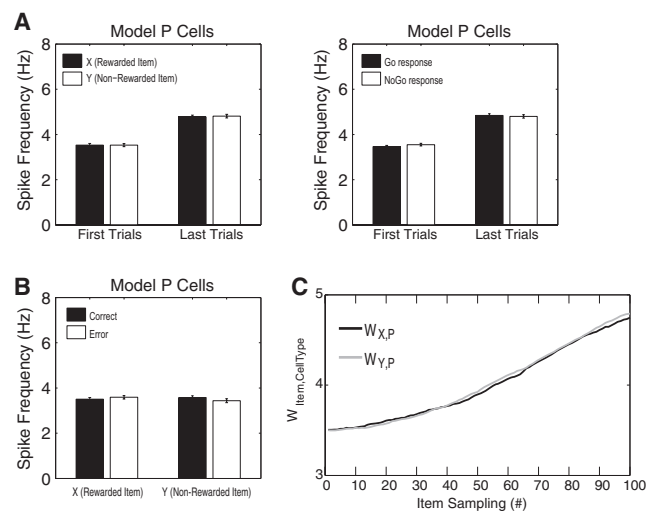 A
Model P Cells
Spike Frequency (Hz)
8
6
4
2
0
X (Rewarded Item)
Y (Non-Rewarded Item)
First Trials
Last Trials
Model P Cells
Spike Frequency (Hz)
8
6
4
2
0
Go response
NoGo response
First Trials
Last Trials
B
Model P Cells
Spike Frequency (Hz)
8
6
4
2
0
Correct
Error
X (Rewarded Item)
Y (Non-Rewarded Item)
C
W Item,CellType
5
4
3
W X,P
W Y,P
0 10 20 30 40 50 60 70 80 90 100
Item Sampling (#)